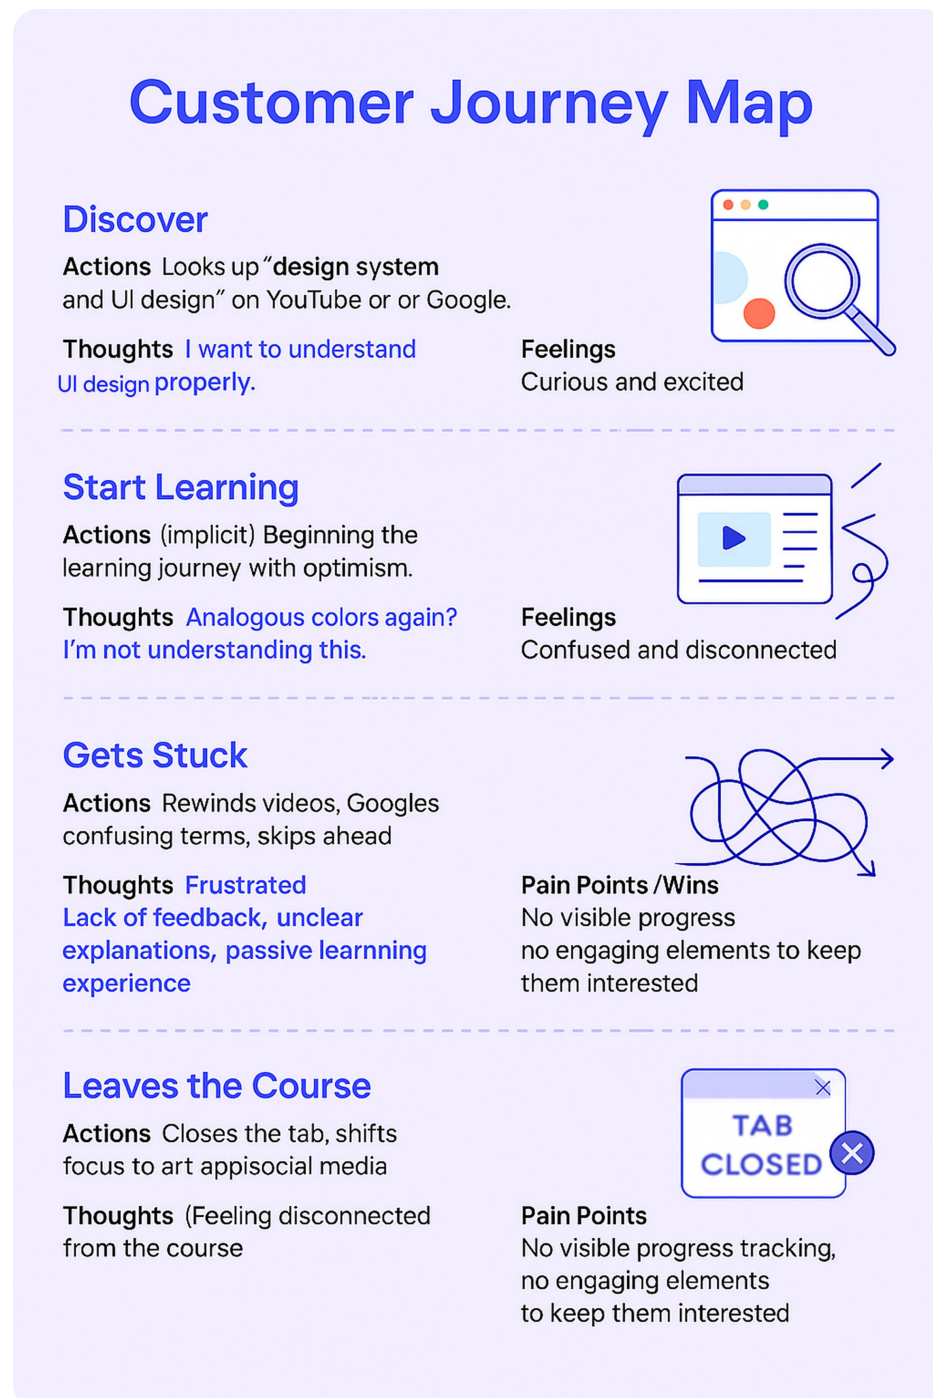 Customer Journey Map
Discover
Actions Looks up “design system
and UI design” on YouTube or or Google.
Thoughts I want to understand
UI design properly.
Feelings
Curious and excited
Start Learning
Actions (implicit) Beginning the
learning journey with optimism.
Thoughts Analogous colors again?
I’m not understanding this.
Feelings
Confused and disconnected
Gets Stuck
Actions Rewinds videos, Googles
confusing terms, skips ahead
Thoughts Frustrated
Lack of feedback, unclear
explanations, passive learnning
experience
Pain Points /Wins
No visible progress
no engaging elements to keep
them interested
Leaves the Course
Actions Closes the tab, shifts
focus to art appisocial media
Thoughts (Feeling disconnected
from the course
TAB
CLOSED
Pain Points
No visible progress tracking,
no engaging elements
to keep them interested